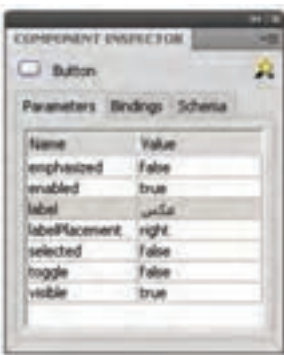 COMPONENT INSPECTOR
Button
Parameters Bindings Schema
Name Value
emphasized false
enabled true
label عکس
labelPlacement right
selected false
toggle false
visible true